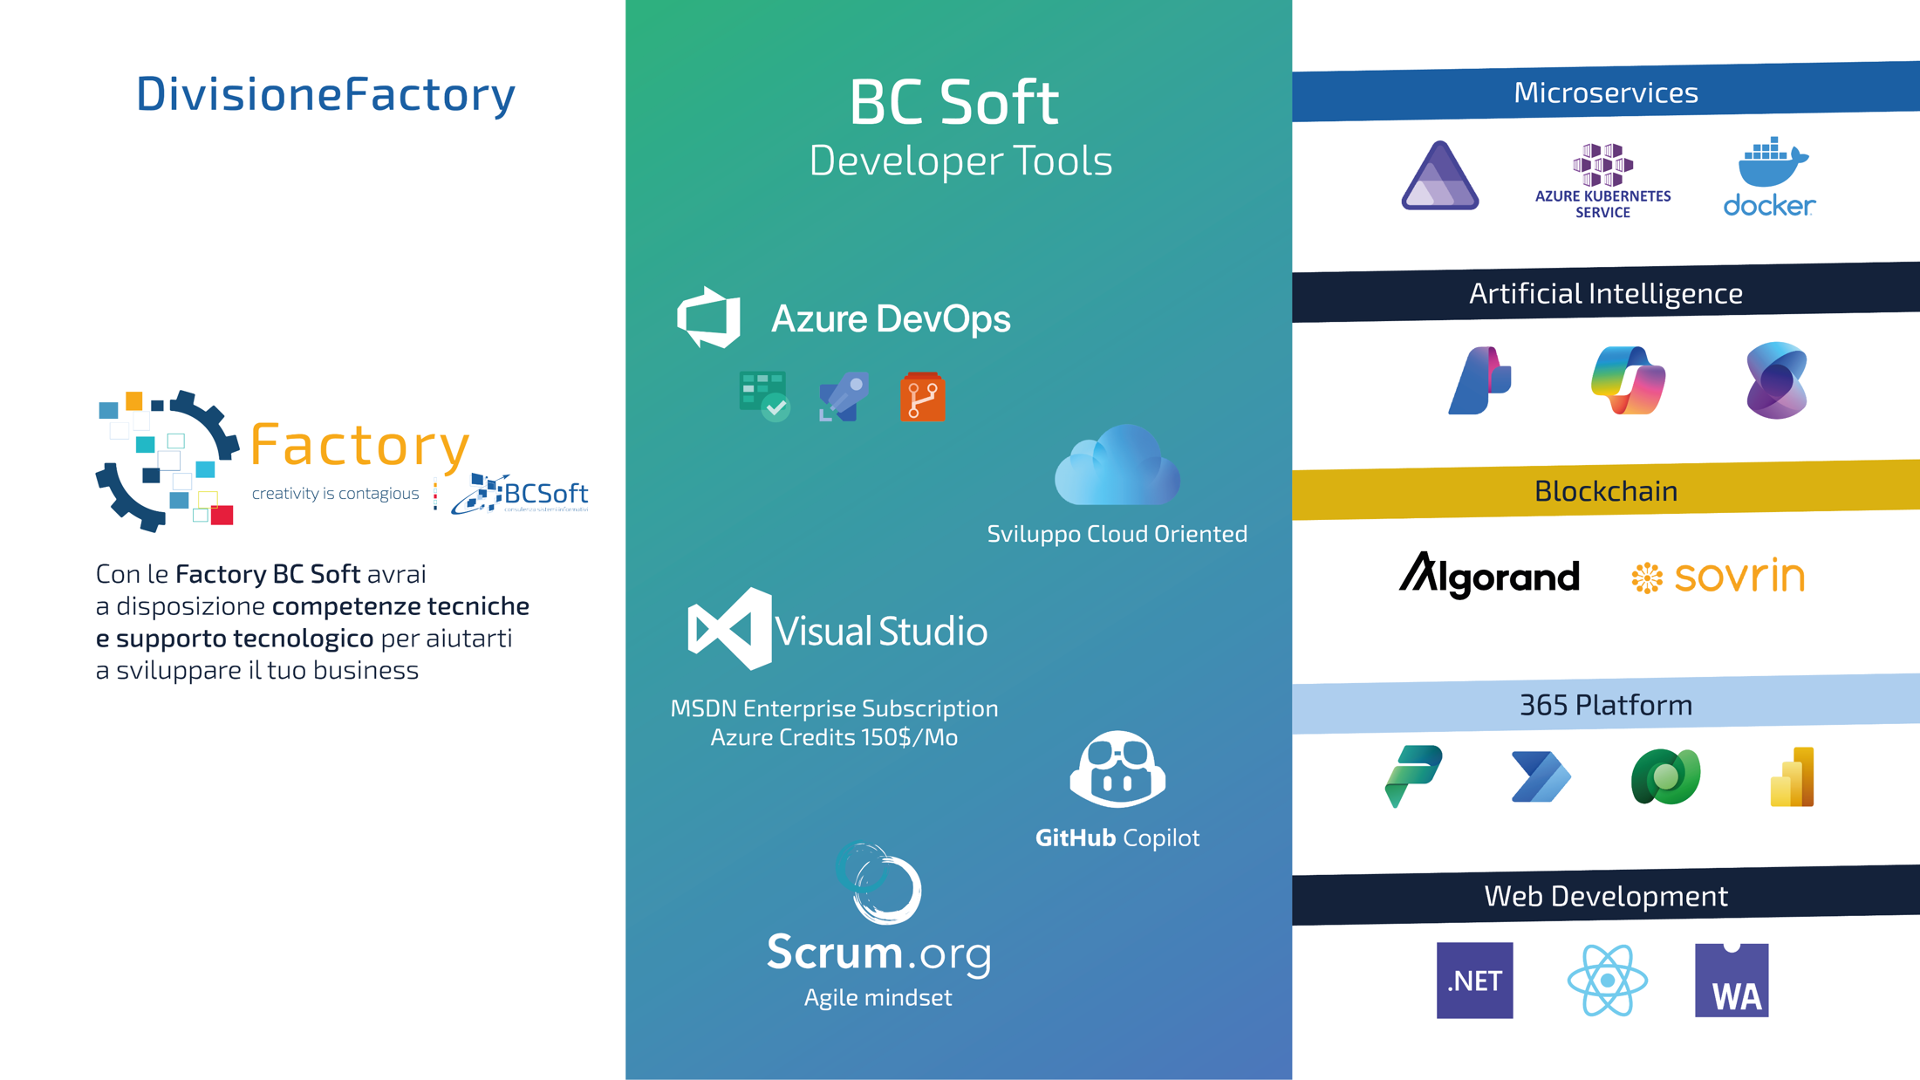 DivisioneFactory
Factory
creativity is contagious
BCSoft
consulenza sistemi informativi
Con le Factory BC Soft avrai
a disposizione competenze tecniche
e supporto tecnologico per aiutarti
a sviluppare il tuo business
BC Soft
Developer Tools
Azure DevOps
Sviluppo Cloud Oriented
Visual Studio
MSDN Enterprise Subscription
Azure Credits 150$/Mo
GitHub Copilot
Scrum.org
Agile mindset
Microservices
AZURE KUBERNETES
SERVICE
docker
Artificial Intelligence
Blockchain
Algorand
sovrin
365 Platform
Web Development
.NET
WA